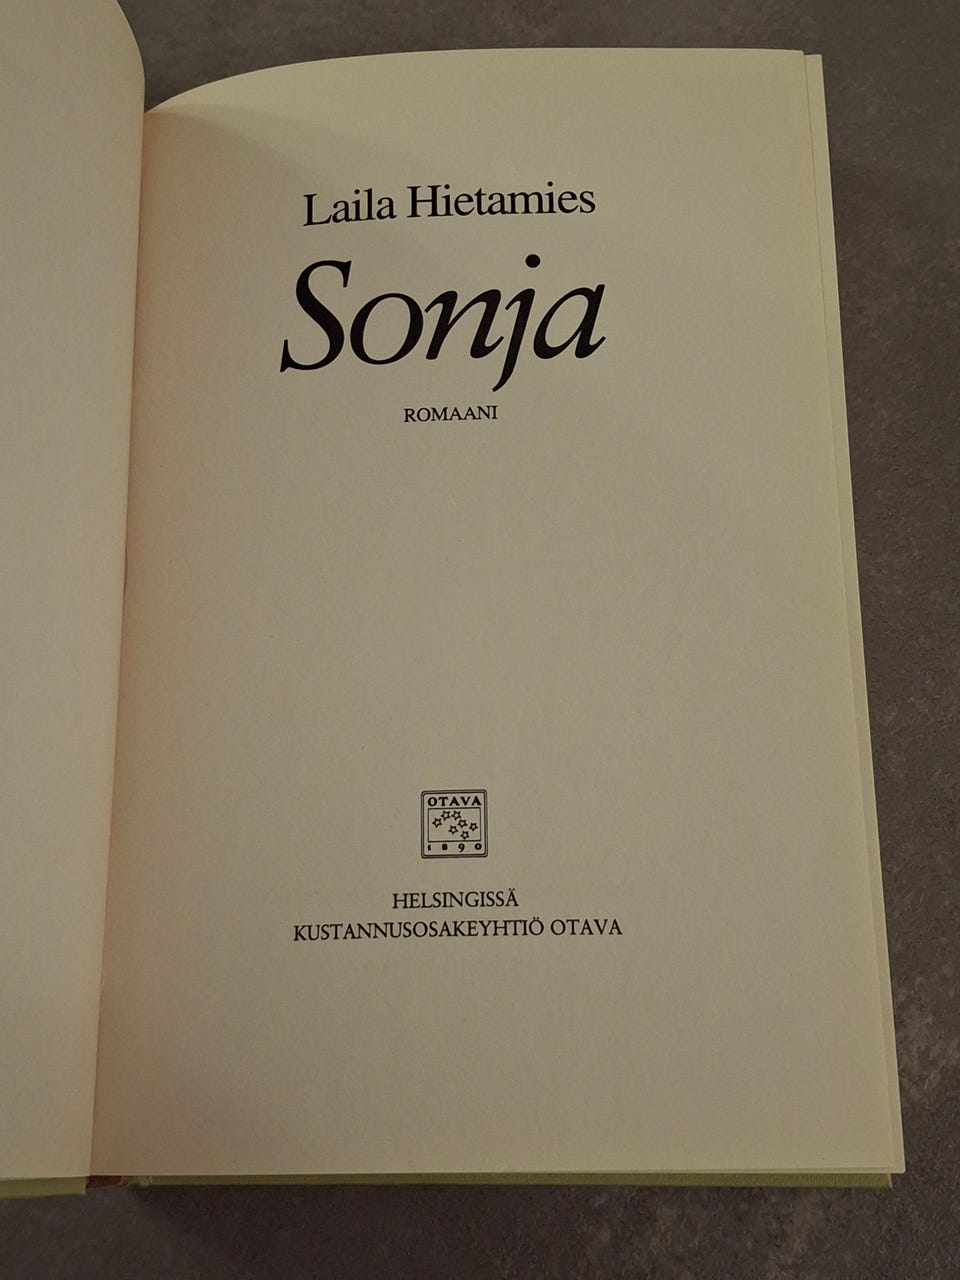 Laila Hietamies
Sonja
ROMAANI
OTAVA
1890
HELSINGISSÄ
KUSTANNUSOSAKEYHTIÖ OTAVA